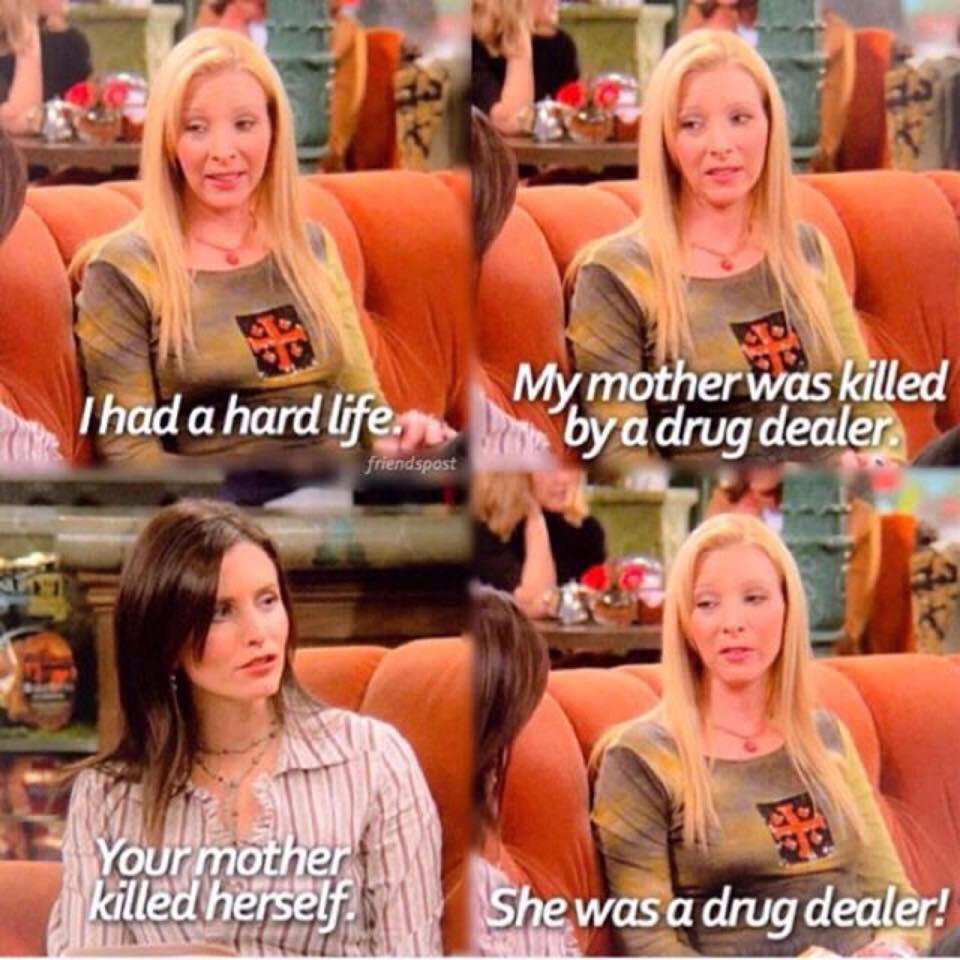 I had a hard life.
friendspost
My mother was killed
by a drug dealer.
Your mother
killed herself.
She was a drug dealer!